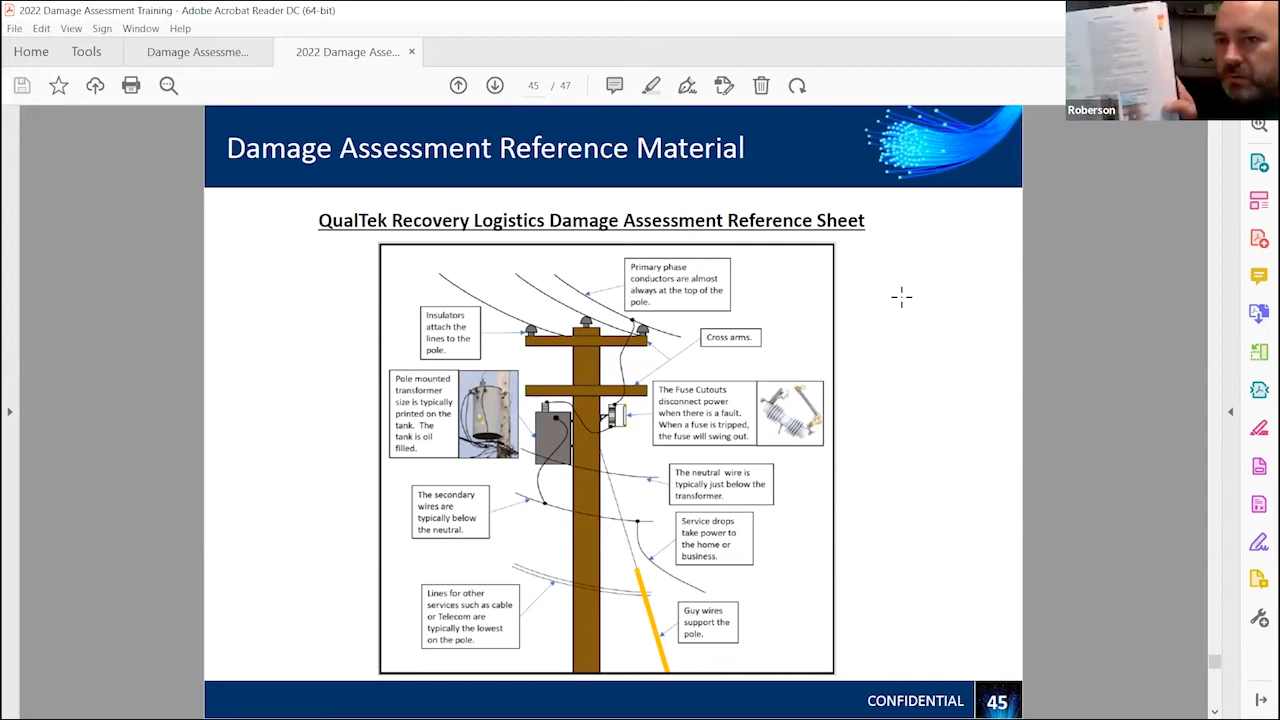 2022 Damage Assessment Training - Adobe Acrobat Reader DC (64-bit)
File Edit View Sign Window Help
Home Tools Damage Assessme... 2022 Damage Asse... ×
45 / 47
Roberson
Damage Assessment Reference Material
QualTek Recovery Logistics Damage Assessment Reference Sheet
Primary phase
conductors are almost
always at the top of the
pole.
Insulators
attach the
lines to the
pole.
Cross arms.
Pole mounted
transformer
size is typically
printed on the
tank. The
tank is oil
filled.
The Fuse Cutouts
disconnect power
when there is a fault.
When a fuse is tripped,
the fuse will swing out.
The neutral wire is
typically just below the
transformer.
The secondary
wires are
typically below
the neutral.
Service drops
take power to
the home or
business.
Lines for other
services such as cable
or Telecom are
typically the lowest
on the pole.
Guy wires
support the
pole.
CONFIDENTIAL 45